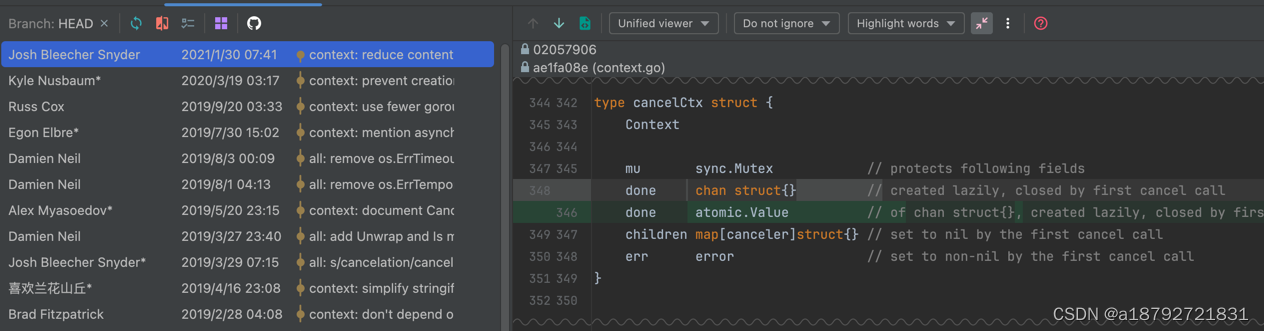 Branch: HEAD ×
Unified viewer
Do not ignore
Highlight words
Josh Bleecher Snyder 2021/1/30 07:41 context: reduce content
Kyle Nusbaum* 2020/3/19 03:17 context: prevent creation
Russ Cox 2019/9/20 03:33 context: use fewer gorou
Egon Elbre* 2019/7/30 15:02 context: mention asynch
Damien Neil 2019/8/3 00:09 all: remove os.ErrTimeou
Damien Neil 2019/8/1 04:13 all: remove os.ErrTempo
Alex Myasoedov* 2019/5/20 23:15 context: document Canc
Damien Neil 2019/3/27 23:40 all: add Unwrap and Is m
Josh Bleecher Snyder* 2019/3/29 07:15 all: s/cancelation/cancel
喜欢兰花山丘* 2019/4/16 23:08 context: simplify stringif
Brad Fitzpatrick 2019/2/28 04:08 context: don't depend o
02057906
ae1fa08e (context.go)
344 342 type cancelCtx struct {
345 343 Context
346 344
347 345 mu sync.Mutex // protects following fields
348 done chan struct{} // created lazily, closed by first cancel call
346 done atomic.Value // of chan struct{}, created lazily, closed by firs
349 347 children map[canceler]struct{} // set to nil by the first cancel call
350 348 err error // set to non-nil by the first cancel call
351 349 }
352 350
CSDN @a18792721831